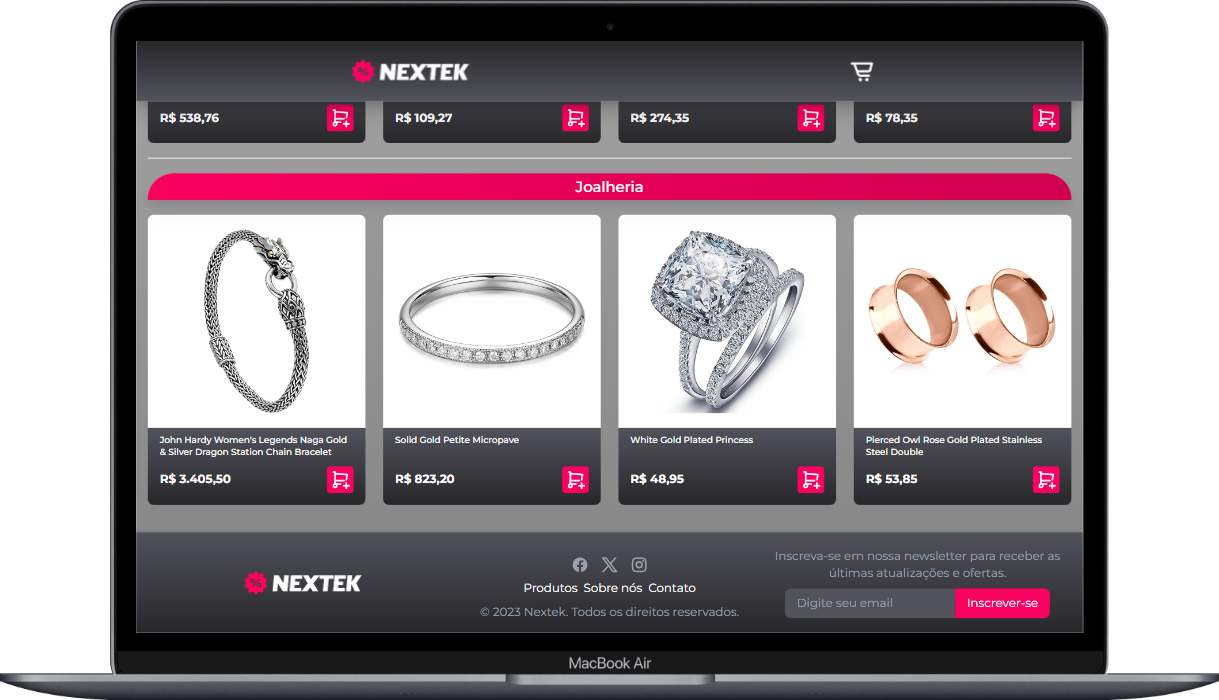 NEXTEK
R$ 538,76
R$ 109,27
R$ 274,35
R$ 78,35
Joalheria
John Hardy Women's Legends Naga Gold
& Silver Dragon Station Chain Bracelet
R$ 3.405,50
Solid Gold Petite Micropave
R$ 823,20
White Gold Plated Princess
R$ 48,95
Pierced Owl Rose Gold Plated Stainless
Steel Double
R$ 53,85
% NEXTEK
Produtos Sobre nós Contato
© 2023 Nextek. Todos os direitos reservados.
Inscreva-se em nossa newsletter para receber as
últimas atualizações e ofertas.
Digite seu email
Inscrever-se
MacBook Air